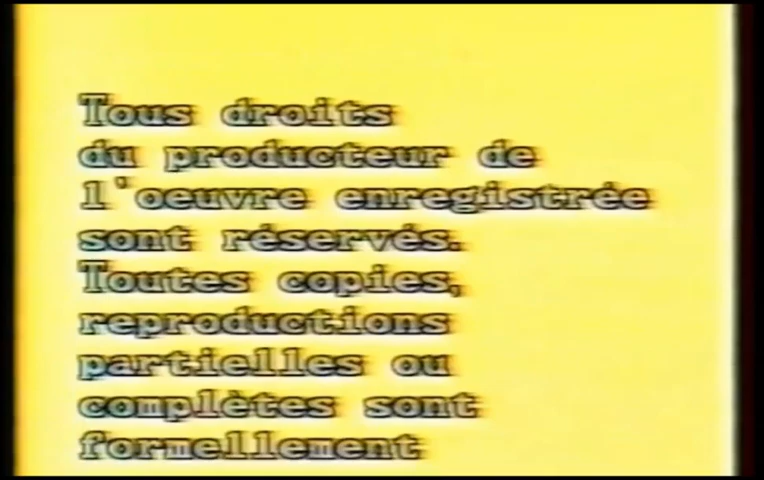 Tous droits
du producteur de
l'oeuvre enregistrée
sont réservés.
Toutes copies,
reproductions
partielles ou
complètes sont
formellement